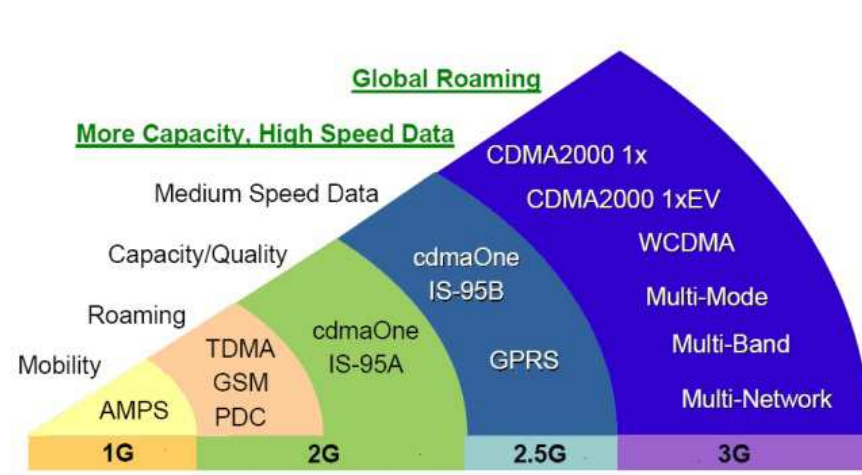 Global Roaming
More Capacity, High Speed Data
Medium Speed Data
Capacity/Quality
Roaming
Mobility
AMPS
TDMA
GSM
PDC
cdmaOne
IS-95A
cdmaOne
IS-95B
GPRS
CDMA2000 1x
CDMA2000 1xEV
WCDMA
Multi-Mode
Multi-Band
Multi-Network
1G
2G
2.5G
3G